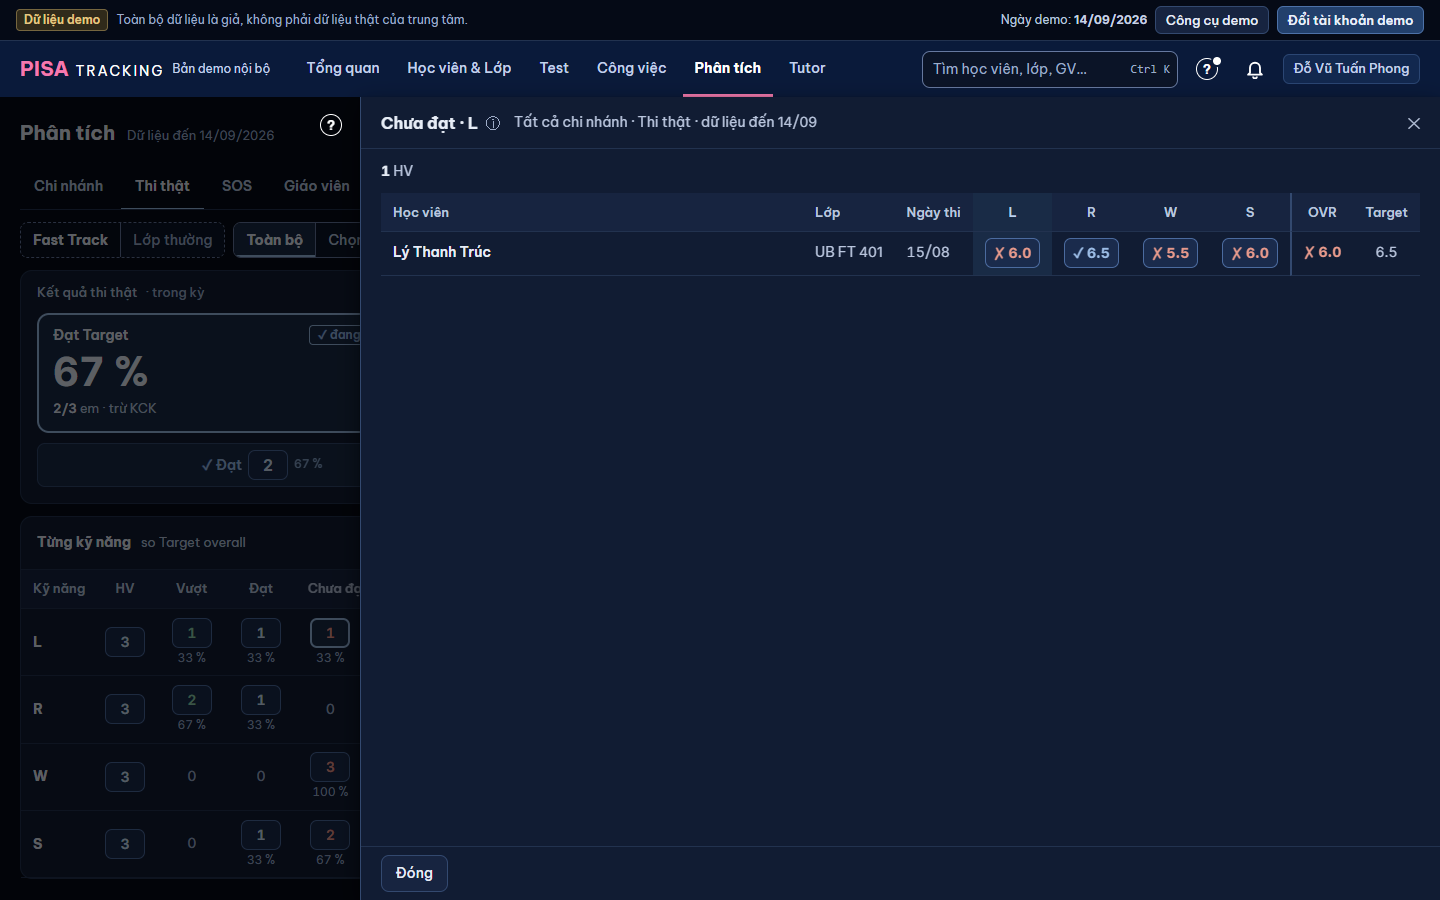 Dữ liệu demo Toàn bộ dữ liệu là giả, không phải dữ liệu thật của trung tâm. Ngày demo: 14/09/2026 Công cụ demo Đổi tài khoản demo
PISA TRACKING Bản demo nội bộ Tổng quan Học viên & Lớp Test Công việc Phân tích Tutor Tìm học viên, lớp, GV... Ctrl K ? Đỗ Vũ Tuấn Phong
Phân tích Dữ liệu đến 14/09/2026 ?
Chi nhánh Thi thật SOS Giáo viên
Fast Track Lớp thường Toàn bộ
Kết quả thi thật · trong kỳ
Đạt Target ✓ đang
67 %
2/3 em · trừ KCK
✓ Đạt 2 67 %
Từng kỹ năng so Target overall
Kỹ năng HV Vượt Đạt Chưa
L 3 1 1 1
33 % 33 % 33 %
R 3 2 1 0
67 % 33 %
W 3 0 0 3
100 %
S 3 0 1 2
33 % 67 %
Chưa đạt · L ⓘ Tất cả chi nhánh · Thi thật · dữ liệu đến 14/09
1 HV
Học viên Lớp Ngày thi L R W S OVR Target
Lý Thanh Trúc UB FT 401 15/08 ✗ 6.0 ✓ 6.5 ✗ 5.5 ✗ 6.0 ✗ 6.0 6.5
Đóng